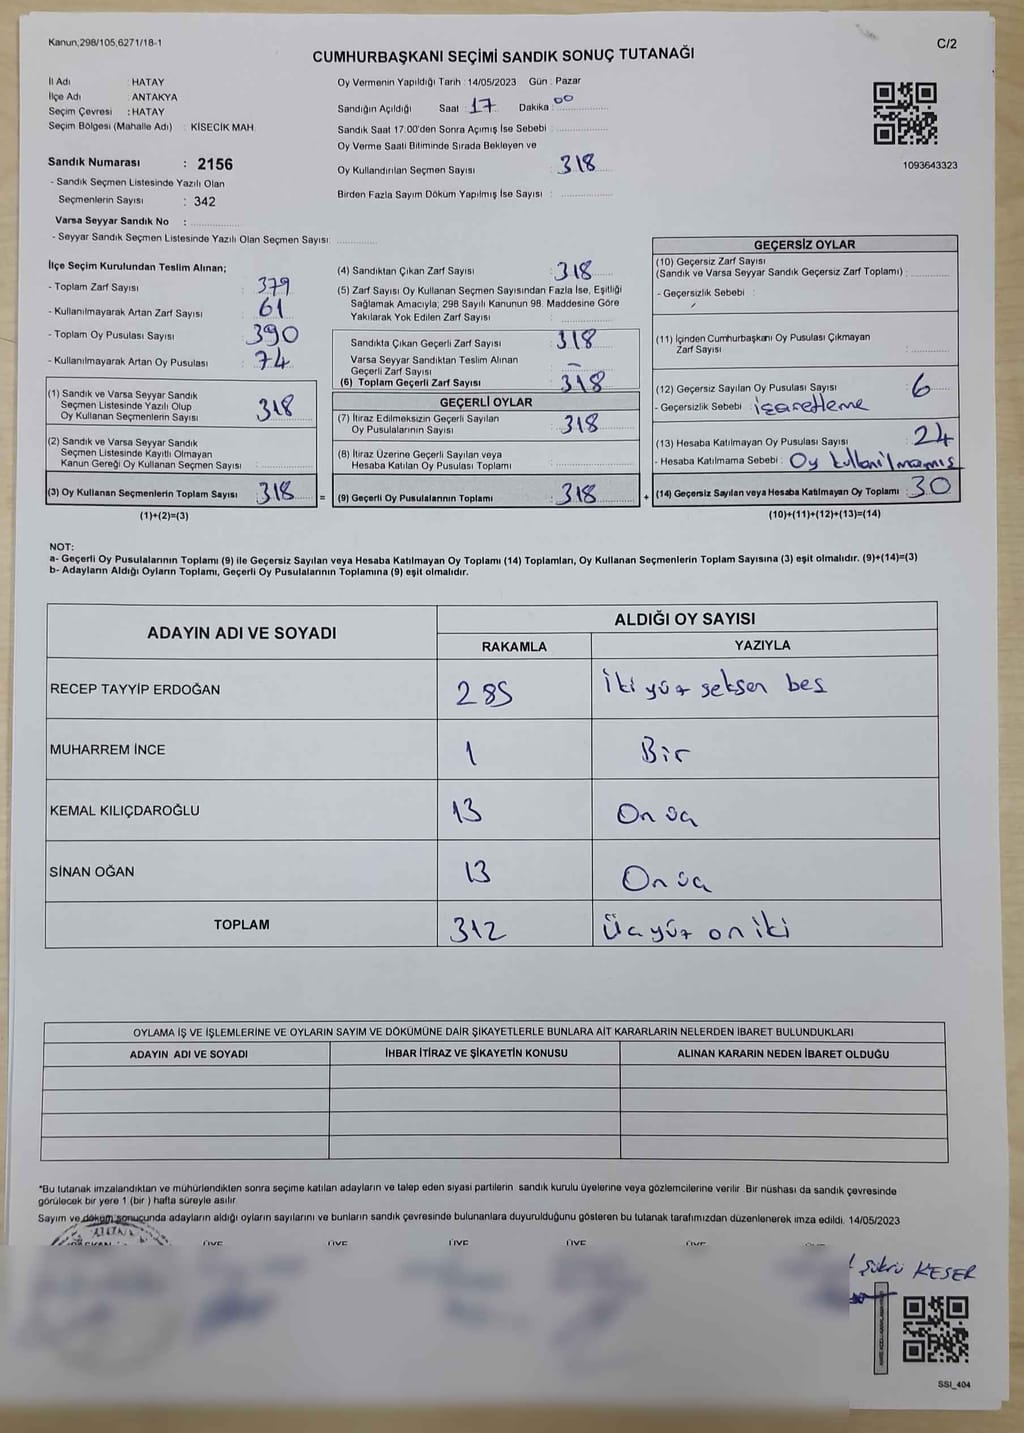 Kanun;298/105,6271/18-1
C/2
CUMHURBAŞKANI SEÇİMİ SANDIK SONUÇ TUTANAĞI
İl Adı : HATAY
İlçe Adı : ANTAKYA
Seçim Çevresi : HATAY
Seçim Bölgesi (Mahalle Adı) : KİSECİK MAH.
Sandık Numarası : 2156
- Sandık Seçmen Listesinde Yazılı Olan
Seçmenlerin Sayısı : 342
Varsa Seyyar Sandık No :
- Seyyar Sandık Seçmen Listesinde Yazılı Olan Seçmen Sayısı:
Oy Vermenin Yapıldığı Tarih : 14/05/2023 Gün : Pazar
Sandığın Açıldığı Saat : 17 Dakika : 00
Sandık Saat 17:00'den Sonra Açımış İse Sebebi :
Oy Verme Saati Bitiminde Sırada Bekleyen ve
Oy Kullandırılan Seçmen Sayısı : 318
Birden Fazla Sayım Döküm Yapılmış İse Sayısı :
1093643323
İlçe Seçim Kurulundan Teslim Alınan;
- Toplam Zarf Sayısı : 379
- Kullanılmayarak Artan Zarf Sayısı : 61
- Toplam Oy Pusulası Sayısı : 390
- Kullanılmayarak Artan Oy Pusulası : 74
(1) Sandık ve Varsa Seyyar Sandık
Seçmen Listesinde Yazılı Olup
Oy Kullanan Seçmenlerin Sayısı : 318
(2) Sandık ve Varsa Seyyar Sandık
Seçmen Listesinde Kayıtlı Olmayan
Kanun Gereği Oy Kullanan Seçmen Sayısı :
(3) Oy Kullanan Seçmenlerin Toplam Sayısı : 318
(1)+(2)=(3)
=
(4) Sandıktan Çıkan Zarf Sayısı : 318
(5) Zarf Sayısı Oy Kullanan Seçmen Sayısından Fazla İse, Eşitliği
Sağlamak Amacıyla; 298 Sayılı Kanunun 98. Maddesine Göre
Yakılarak Yok Edilen Zarf Sayısı :
Sandıkta Çıkan Geçerli Zarf Sayısı : 318
Varsa Seyyar Sandıktan Teslim Alınan
Geçerli Zarf Sayısı : –
(6) Toplam Geçerli Zarf Sayısı : 318
GEÇERLİ OYLAR
(7) İtiraz Edilmeksizin Geçerli Sayılan
Oy Pusulalarının Sayısı : 318
(8) İtiraz Üzerine Geçerli Sayılan veya
Hesaba Katılan Oy Pusulası Toplamı :
(9) Geçerli Oy Pusulalarının Toplamı : 318
+
GEÇERSİZ OYLAR
(10) Geçersiz Zarf Sayısı
(Sandık ve Varsa Seyyar Sandık Geçersiz Zarf Toplamı) :
- Geçersizlik Sebebi :
(11) İçinden Cumhurbaşkanı Oy Pusulası Çıkmayan
Zarf Sayısı :
(12) Geçersiz Sayılan Oy Pusulası Sayısı : 6
- Geçersizlik Sebebi : işaretleme
(13) Hesaba Katılmayan Oy Pusulası Sayısı : 24
- Hesaba Katılmama Sebebi : Oy kullanılmamış
(14) Geçersiz Sayılan veya Hesaba Katılmayan Oy Toplamı : 30
(10)+(11)+(12)+(13)=(14)
NOT:
a- Geçerli Oy Pusulalarının Toplamı (9) ile Geçersiz Sayılan veya Hesaba Katılmayan Oy Toplamı (14) Toplamları, Oy Kullanan Seçmenlerin Toplam Sayısına (3) eşit olmalıdır. (9)+(14)=(3)
b- Adayların Aldığı Oyların Toplamı, Geçerli Oy Pusulalarının Toplamına (9) eşit olmalıdır.
ADAYIN ADI VE SOYADI ALDIĞI OY SAYISI
RAKAMLA YAZIYLA
RECEP TAYYİP ERDOĞAN 285 İki yüz seksen beş
MUHARREM İNCE 1 Bir
KEMAL KILIÇDAROĞLU 13 On üç
SİNAN OĞAN 13 On üç
TOPLAM 312 Üç yüz on iki
OYLAMA İŞ VE İŞLEMLERİNE VE OYLARIN SAYIM VE DÖKÜMÜNE DAİR ŞİKAYETLERLE BUNLARA AİT KARARLARIN NELERDEN İBARET BULUNDUKLARI
ADAYIN ADI VE SOYADI İHBAR İTİRAZ VE ŞİKAYETİN KONUSU ALINAN KARARIN NEDEN İBARET OLDUĞU
*Bu tutanak imzalandıktan ve mühürlendikten sonra seçime katılan adayların ve talep eden siyasi partilerin sandık kurulu üyelerine veya gözlemcilerine verilir. Bir nüshası da sandık çevresinde
görülecek bir yere 1 (bir) hafta süreyle asılır.
Sayım ve döküm sonucunda adayların aldığı oyların sayılarını ve bunların sandık çevresinde bulunanlara duyurulduğunu gösteren bu tutanak tarafımızdan düzenlenerek imza edildi. 14/05/2023
ÜYE ÜYE ÜYE ÜYE ÜYE
Şükrü KESER
SSI_404